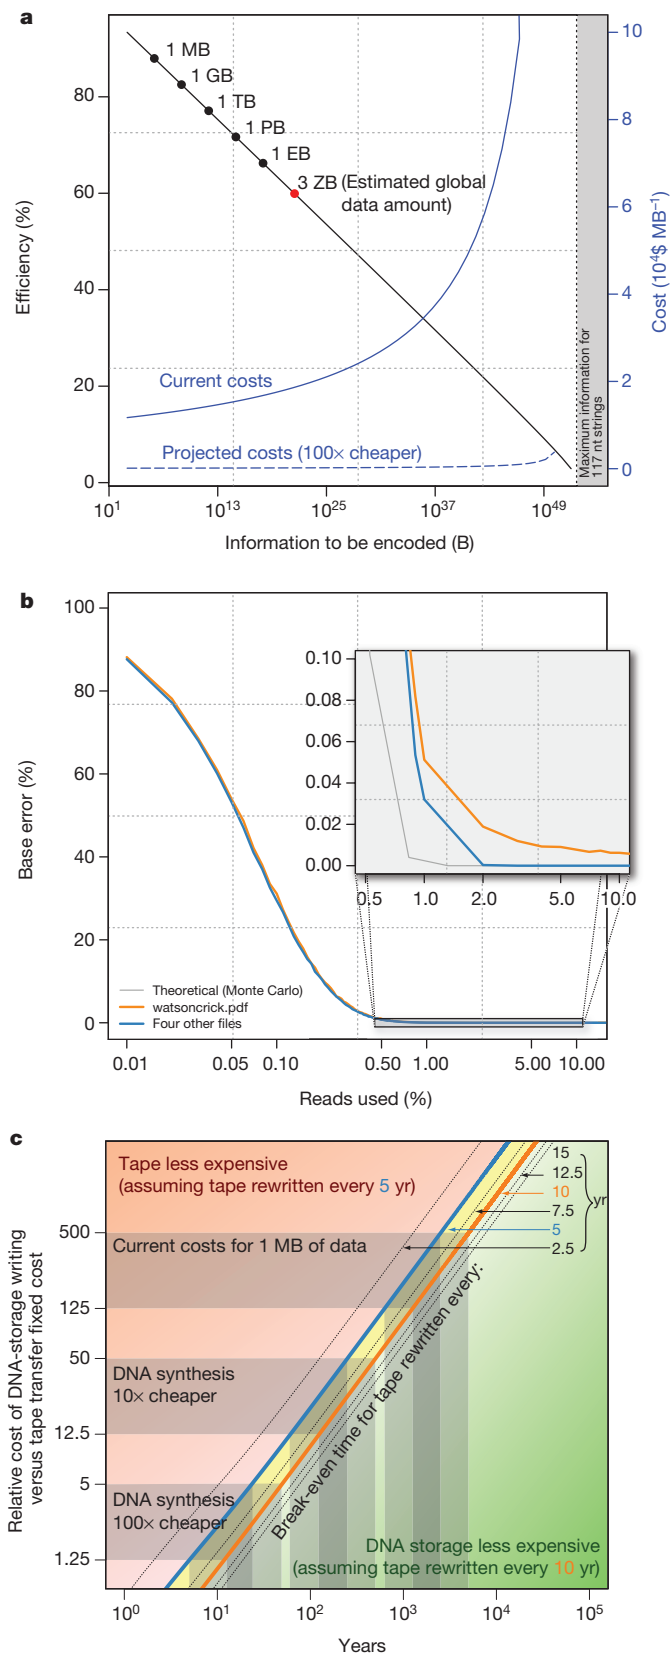 a
Efficiency (%)
80
60
40
20
0
1 MB
1 GB
1 TB
1 PB
1 EB
3 ZB (Estimated global
data amount)
Current costs
Projected costs (100× cheaper)
Maximum information for
117 nt strings
10
8
6
4
2
0
Cost (10⁴$ MB⁻¹)
10¹
10¹³
10²⁵
10³⁷
10⁴⁹
Information to be encoded (B)
b
Base error (%)
100
80
60
40
20
0
0.10
0.08
0.06
0.04
0.02
0.00
0.5
1.0
2.0
5.0
10.0
Theoretical (Monte Carlo)
watsoncrick.pdf
Four other files
0.01
0.05
0.10
0.50
1.00
5.00
10.00
Reads used (%)
c
Relative cost of DNA-storage writing
versus tape transfer fixed cost
500
125
50
12.5
5
1.25
Tape less expensive
(assuming tape rewritten every 5 yr)
15
12.5
10
7.5
5
2.5
yr
Current costs for 1 MB of data
DNA synthesis
10× cheaper
DNA synthesis
100× cheaper
Break-even time for tape rewritten every:
DNA storage less expensive
(assuming tape rewritten every 10 yr)
10⁰
10¹
10²
10³
10⁴
10⁵
Years